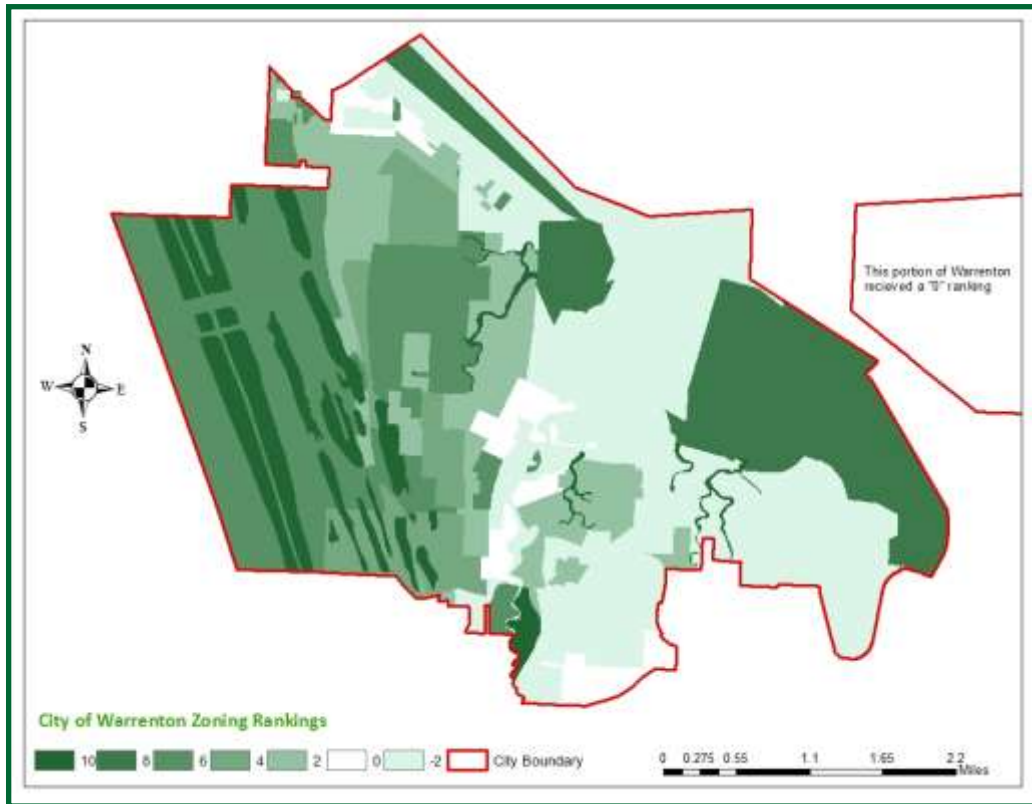 This portion of Warrenton
recieved a "0" ranking
N
W E
S
City of Warrenton Zoning Rankings
10 8 6 4 2 0 -2 City Boundary
0 0.275 0.55 1.1 1.65 2.2
Miles